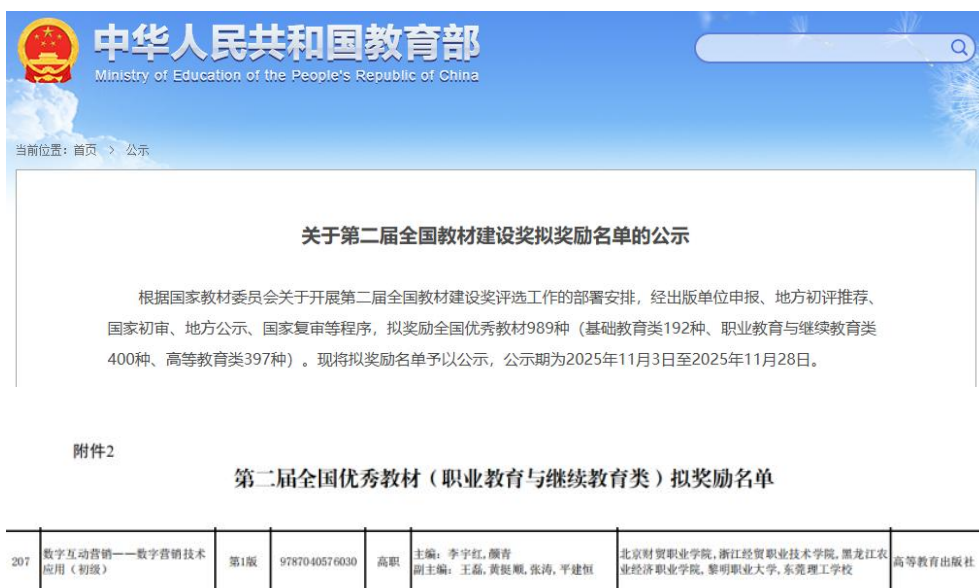 中华人民共和国教育部
Ministry of Education of the People's Republic of China
当前位置：首页 > 公示
关于第二届全国教材建设奖拟奖励名单的公示
根据国家教材委员会关于开展第二届全国教材建设奖评选工作的部署安排，经出版单位申报、地方初评推荐、
国家初审、地方公示、国家复审等程序，拟奖励全国优秀教材989种（基础教育类192种、职业教育与继续教育类
400种、高等教育类397种）。现将拟奖励名单予以公示，公示期为2025年11月3日至2025年11月28日。
附件2
第二届全国优秀教材（职业教育与继续教育类）拟奖励名单
207 数字互动营销——数字营销技术 第1版 9787040576030 高职 主编：李宇红,颜青 北京财贸职业学院,浙江经贸职业技术学院,黑龙江农 高等教育出版社
应用（初级） 副主编：王磊,黄挺顺,张涛,平建恒 业经济职业学院,黎明职业大学,东莞理工学校